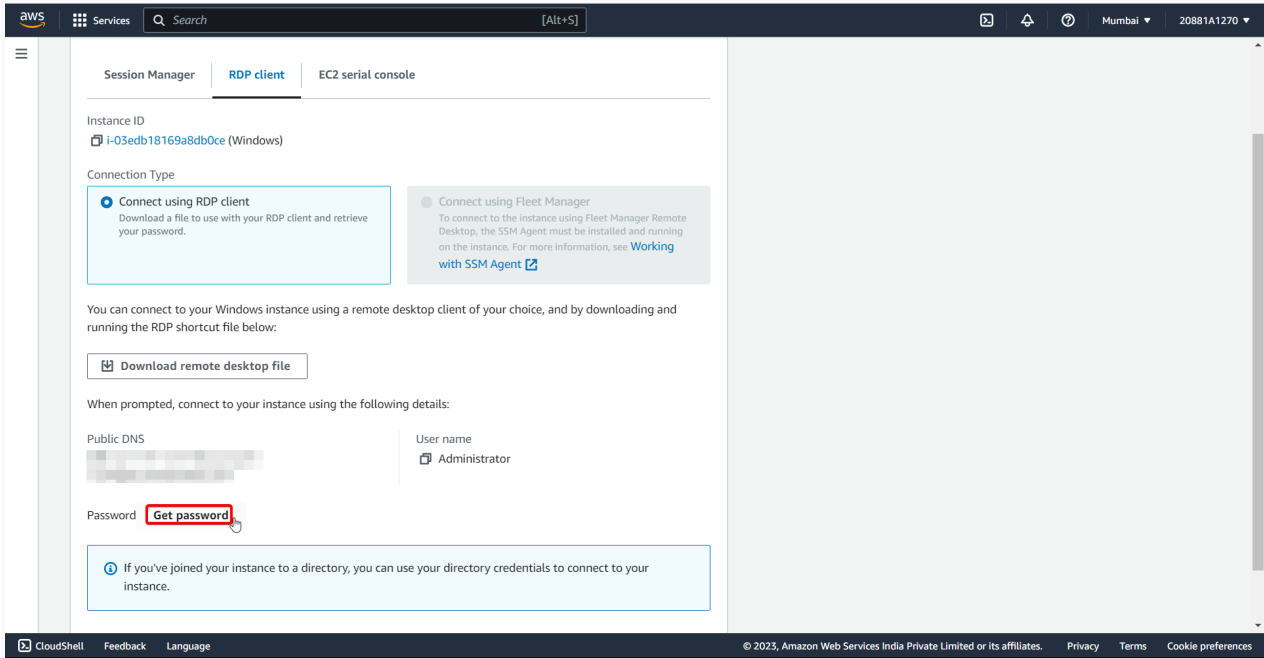 aws
Services
Search
[Alt+S]
Mumbai ▼
20881A1270 ▼
Session Manager
RDP client
EC2 serial console
Instance ID
i-03edb18169a8db0ce (Windows)
Connection Type
Connect using RDP client
Download a file to use with your RDP client and retrieve
your password.
Connect using Fleet Manager
To connect to the instance using Fleet Manager Remote
Desktop, the SSM Agent must be installed and running
on the instance. For more information, see Working
with SSM Agent
You can connect to your Windows instance using a remote desktop client of your choice, and by downloading and
running the RDP shortcut file below:
Download remote desktop file
When prompted, connect to your instance using the following details:
Public DNS
User name
Administrator
Password
Get password
If you've joined your instance to a directory, you can use your directory credentials to connect to your
instance.
CloudShell
Feedback
Language
© 2023, Amazon Web Services India Private Limited or its affiliates.
Privacy
Terms
Cookie preferences